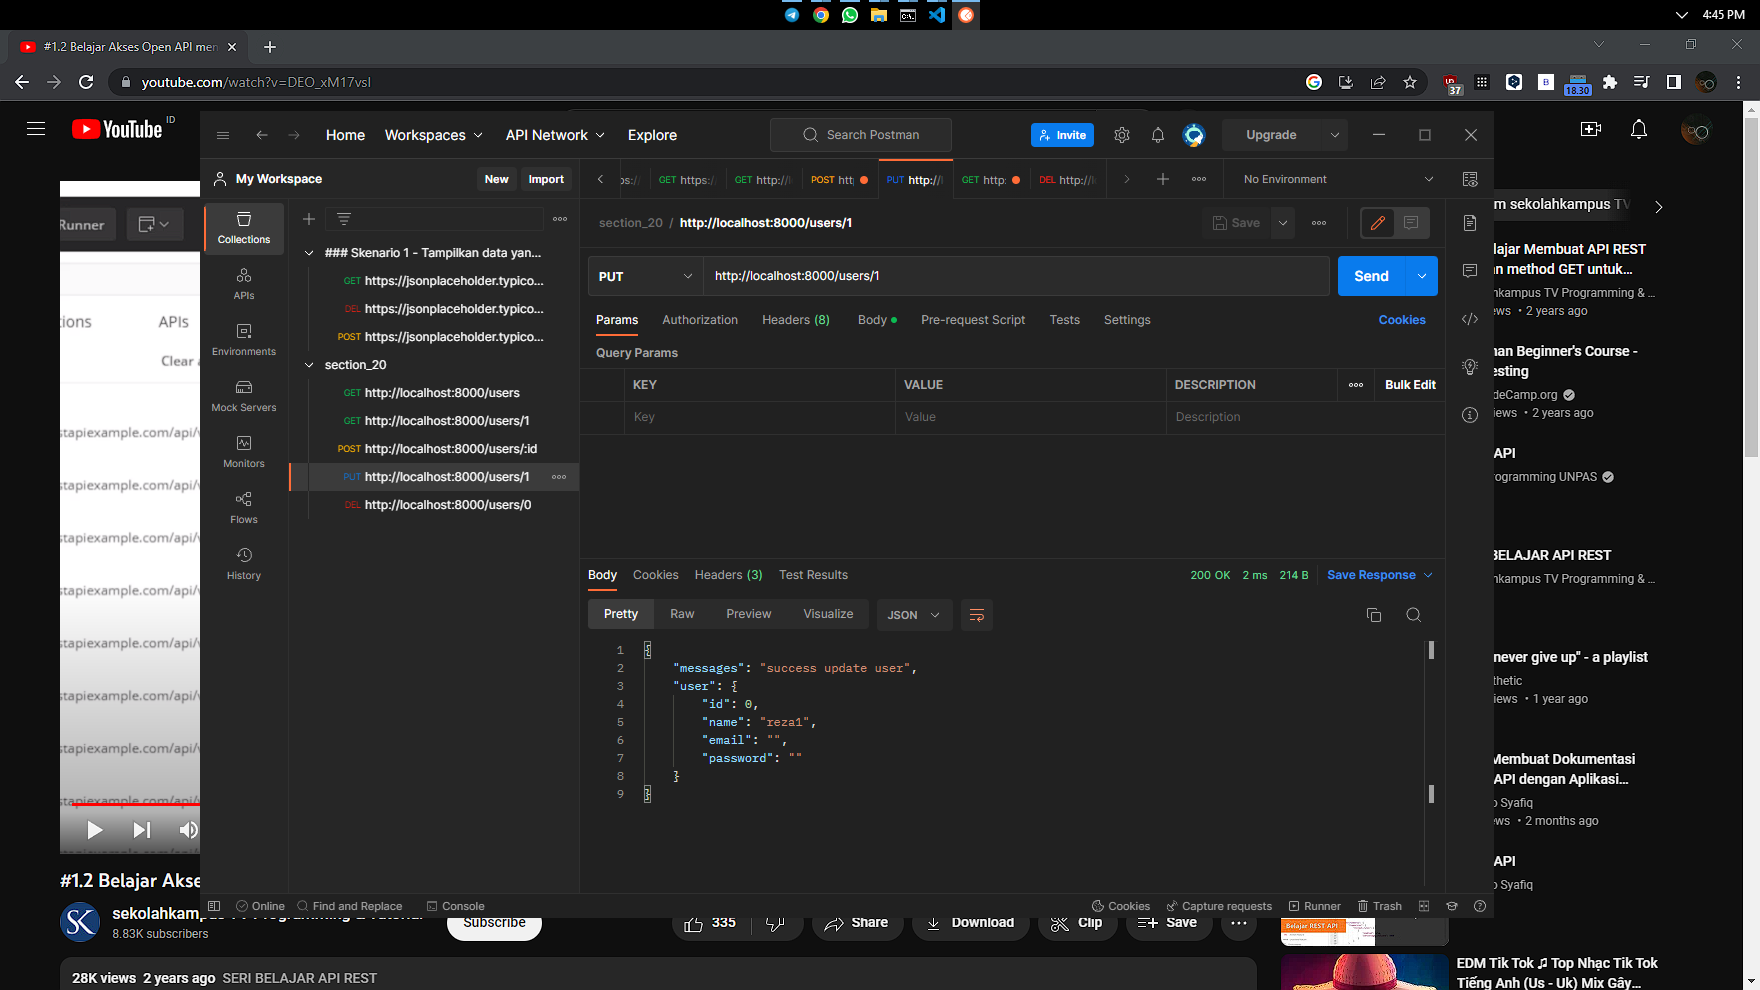 4:45 PM
#1.2 Belajar Akses Open API men
youtube.com/watch?v=DEO_xM17vsI
37
18.30
YouTube ID
Home
Workspaces
API Network
Explore
Search Postman
Invite
Upgrade
My Workspace
New
Import
GET https:/
GET http://l
POST htt
PUT http://l
GET http:
DEL http://l
No Environment
Collections
APIs
Environments
Mock Servers
Monitors
Flows
History
### Skenario 1 - Tampilkan data yan...
GET https://jsonplaceholder.typico...
DEL https://jsonplaceholder.typico...
POST https://jsonplaceholder.typico...
section_20
GET http://localhost:8000/users
GET http://localhost:8000/users/1
POST http://localhost:8000/users/:id
PUT http://localhost:8000/users/1
DEL http://localhost:8000/users/0
section_20 / http://localhost:8000/users/1
Save
PUT
http://localhost:8000/users/1
Send
Params
Authorization
Headers (8)
Body
Pre-request Script
Tests
Settings
Cookies
Query Params
KEY
VALUE
DESCRIPTION
Bulk Edit
Key
Value
Description
Body
Cookies
Headers (3)
Test Results
200 OK
2 ms
214 B
Save Response
Pretty
Raw
Preview
Visualize
JSON
1 {
2 "messages": "success update user",
3 "user": {
4 "id": 0,
5 "name": "reza1",
6 "email": "",
7 "password": ""
8 }
9 }
Online
Find and Replace
Console
Cookies
Capture requests
Runner
Trash
Runner
tions
APIs
Clear a
stapiexample.com/api/v
stapiexample.com/api/v
stapiexample.com/api/v
stapiexample.com/api/v
stapiexample.com/api/v
stapiexample.com/api/v
stapiexample.com/api/v
stapiexample.com/api/v
#1.2 Belajar Akse
SK
8.83K subscribers
Subscribe
335
Share
Download
Clip
Save
28K views 2 years ago SERI BELAJAR API REST
m sekolahkampus TV
lajar Membuat API REST
n method GET untuk...
nkampus TV Programming & ...
ews • 2 years ago
nan Beginner's Course -
esting
deCamp.org
iews • 2 years ago
API
ogramming UNPAS
BELAJAR API REST
nkampus TV Programming & ...
never give up" - a playlist
thetic
iews • 1 year ago
Membuat Dokumentasi
API dengan Aplikasi...
o Syafiq
ews • 2 months ago
API
o Syafiq
Belajar REST API
EDM Tik Tok ♫ Top Nhạc Tik Tok
Tiếng Anh (Us - Uk) Mix Gây...